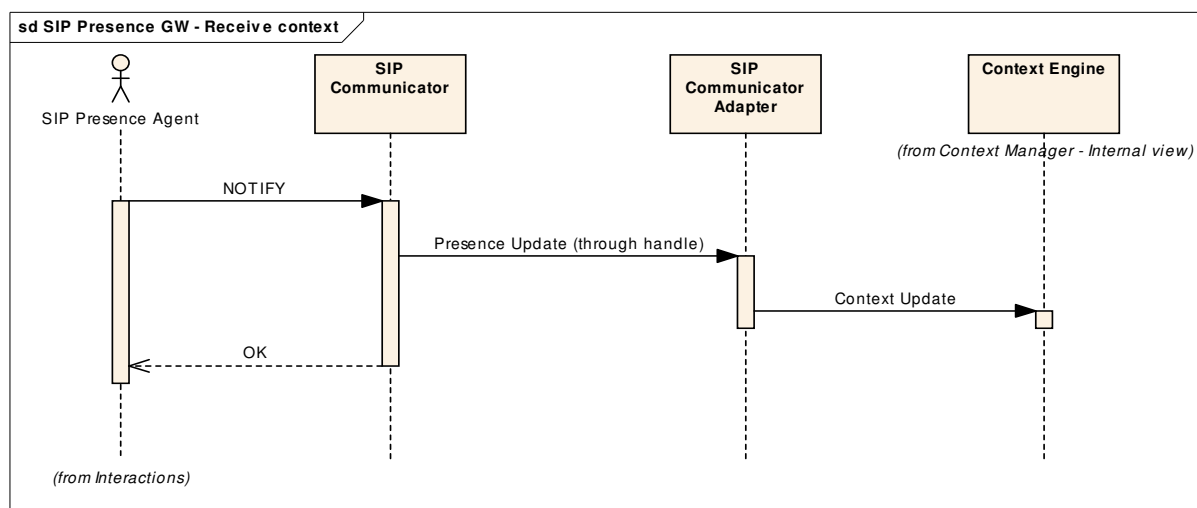 sd SIP Presence GW - Receive context
SIP Presence Agent
SIP
Communicator
SIP
Communicator
Adapter
Context Engine
(from Context Manager - Internal view)
NOTIFY
Presence Update (through handle)
Context Update
OK
(from Interactions)